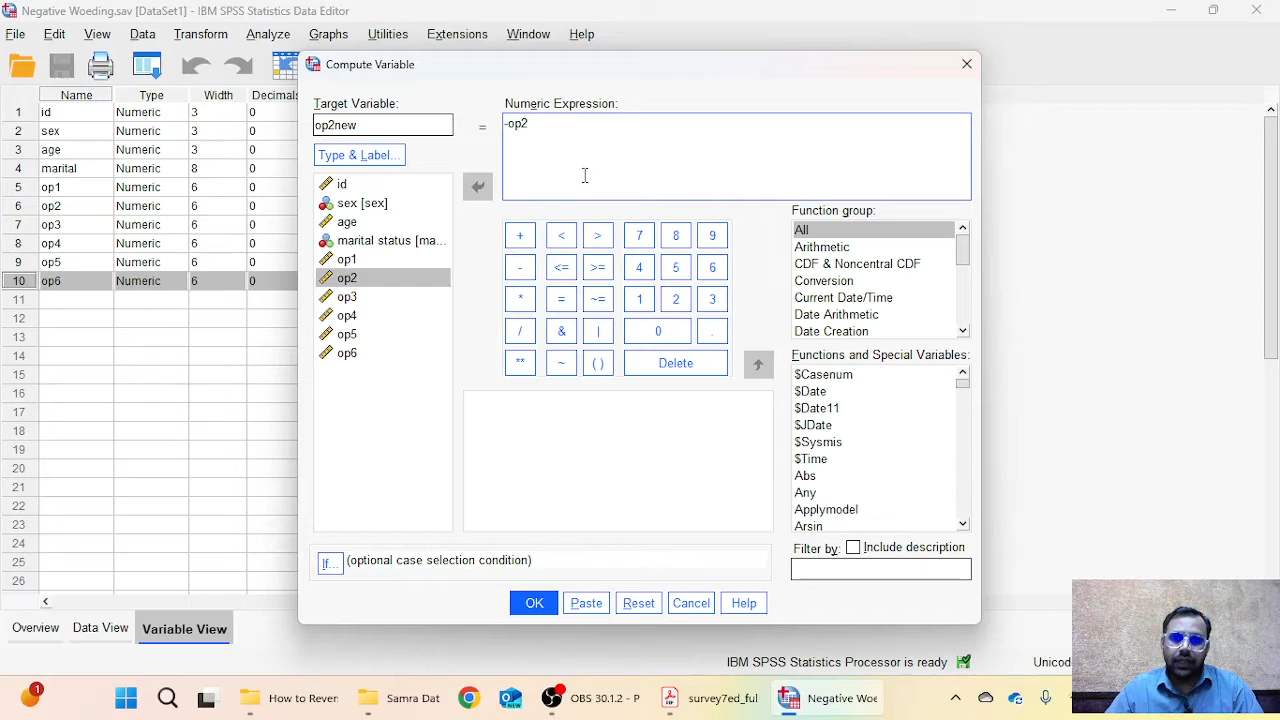 Negative Woeding.sav [DataSet1] - IBM SPSS Statistics Data Editor
File Edit View Data Transform Analyze Graphs Utilities Extensions Window Help
Name Type Width Decimals
1 id Numeric 3 0
2 sex Numeric 3 0
3 age Numeric 3 0
4 marital Numeric 8 0
5 op1 Numeric 6 0
6 op2 Numeric 6 0
7 op3 Numeric 6 0
8 op4 Numeric 6 0
9 op5 Numeric 6 0
10 op6 Numeric 6 0
11
12
13
14
15
16
17
18
19
20
21
22
23
24
25
26
Overview Data View Variable View
Compute Variable
Target Variable:
op2new
=
Numeric Expression:
-op2
Type & Label...
id
sex [sex]
age
marital status [ma...
op1
op2
op3
op4
op5
op6
+ < > 7 8 9
- <= >= 4 5 6
* = ~= 1 2 3
/ & | 0 .
** ~ ( ) Delete
Function group:
All
Arithmetic
CDF & Noncentral CDF
Conversion
Current Date/Time
Date Arithmetic
Date Creation
Functions and Special Variables:
$Casenum
$Date
$Date11
$JDate
$Sysmis
$Time
Abs
Any
Applymodel
Arsin
Filter by: Include description
If... (optional case selection condition)
OK Paste Reset Cancel Help
IBM SPSS Statistics Processor is ready Unicod
1 How to Rever Samra Dat NEW OBS 30.12 - P survey7ed_ful Negative Woe